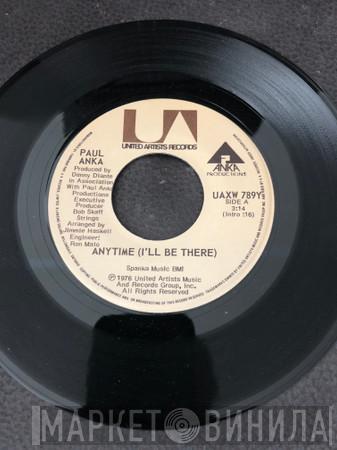 UA
UNITED ARTISTS RECORDS
PAUL
ANKA
Produced by
Denny Diante
In Association
With Paul Anka
Productions
Executive
Producer
Bob Skaff
Strings
Arranged by
Jimmie Haskell
Engineer:
Ron Malo
ANKA
PRODUCTIONS
UAXW 789Y
SIDE A
3:14
(Intro :16)
ANYTIME (I'LL BE THERE)
Spanka Music BMI
Ⓟ©1976 United Artists Music
And Records Group, Inc.
All Rights Reserved
МАРКЕТ ВИНИЛА